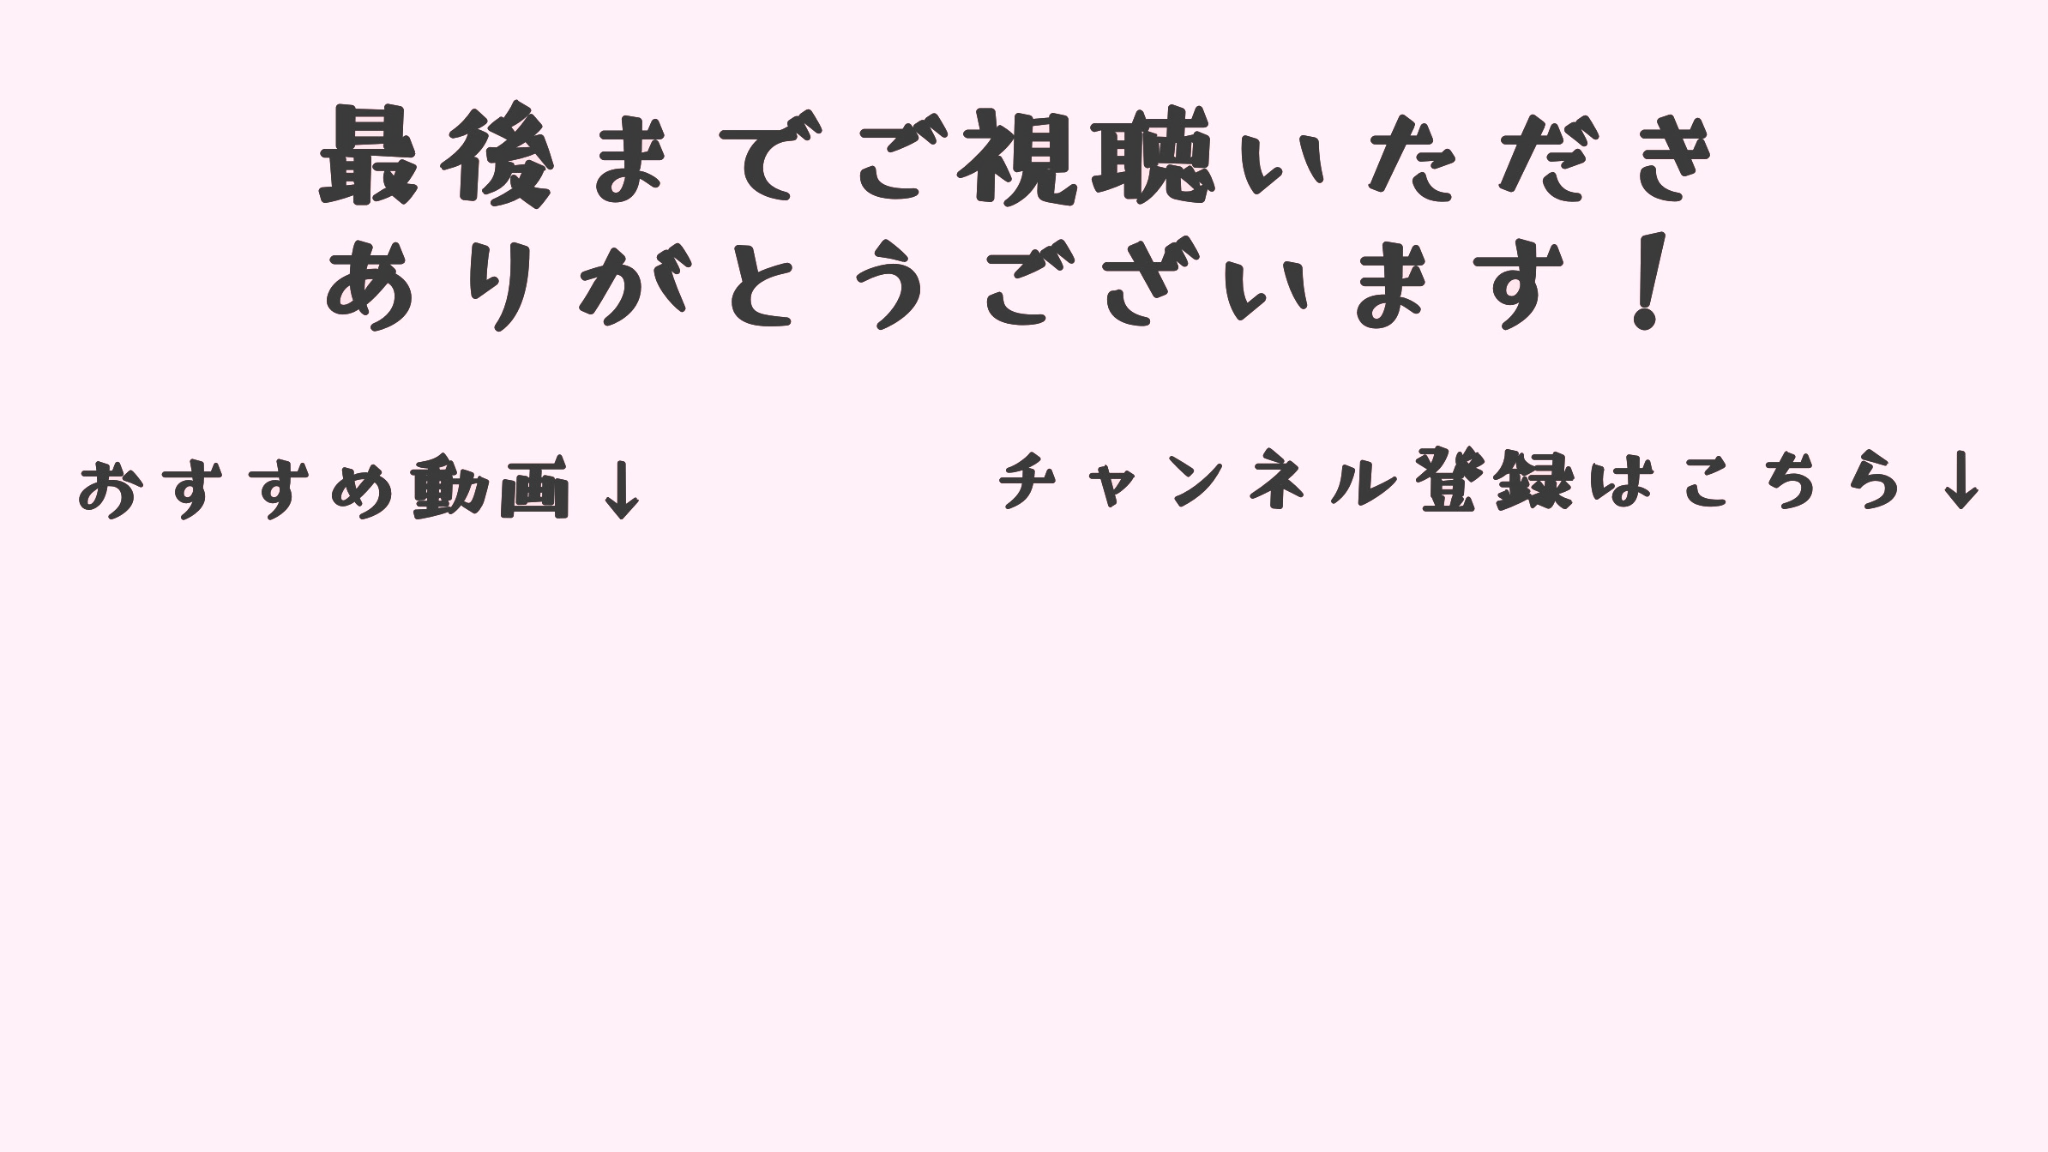 最後までご視聴いただき
ありがとうございます！
おすすめ動画↓
チャンネル登録はこちら↓